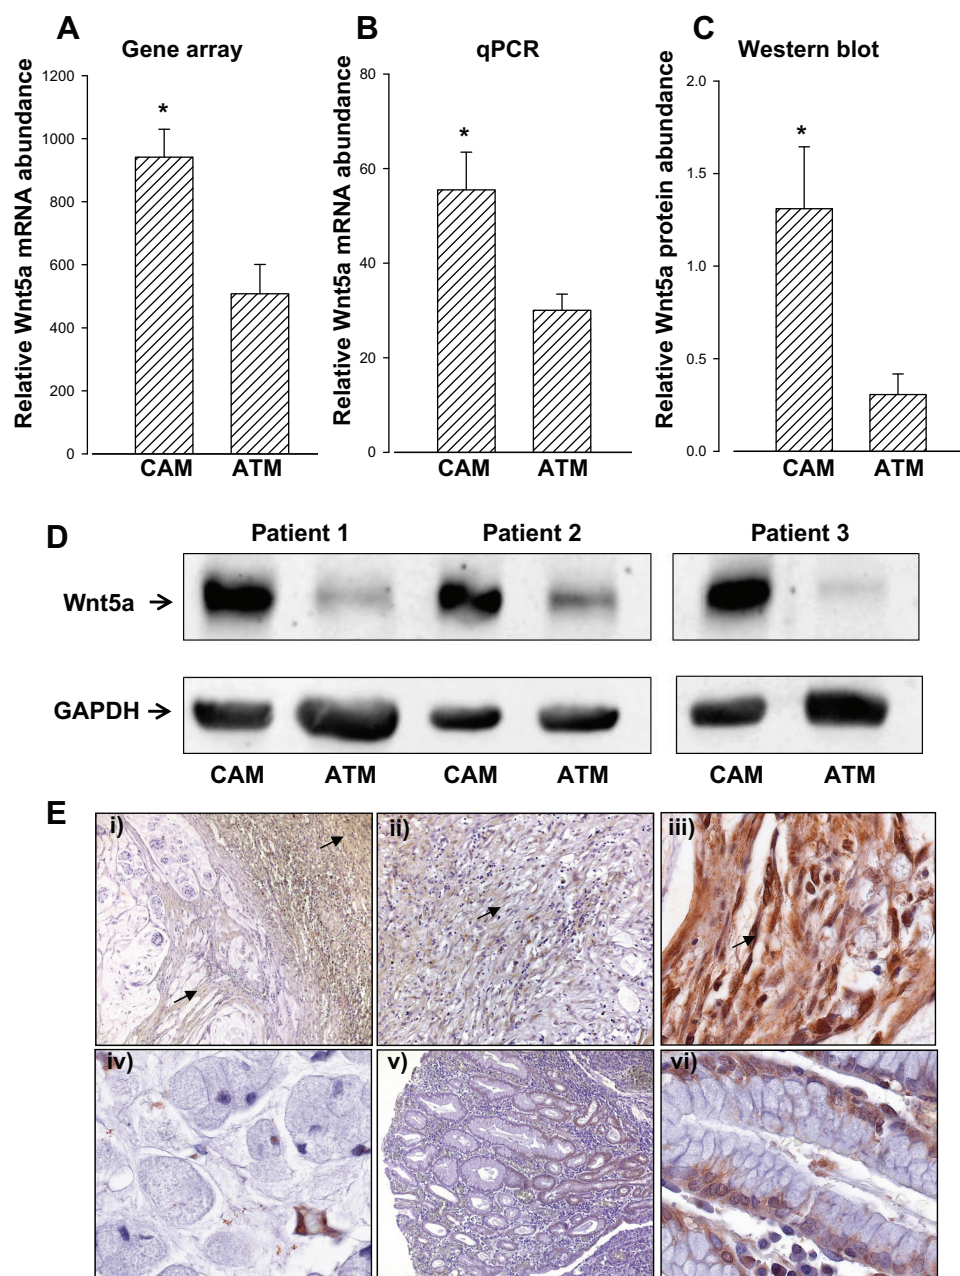 A
Gene array
Relative Wnt5a mRNA abundance
1200
1000
800
600
400
200
0
*
CAM ATM
B
qPCR
Relative Wnt5a mRNA abundance
80
60
40
20
0
*
CAM ATM
C
Western blot
Relative Wnt5a protein abundance
2.0
1.5
1.0
0.5
0.0
*
CAM ATM
D
Patient 1 Patient 2 Patient 3
Wnt5a
GAPDH
CAM ATM CAM ATM CAM ATM
E
i) ii) iii)
iv) v) vi)